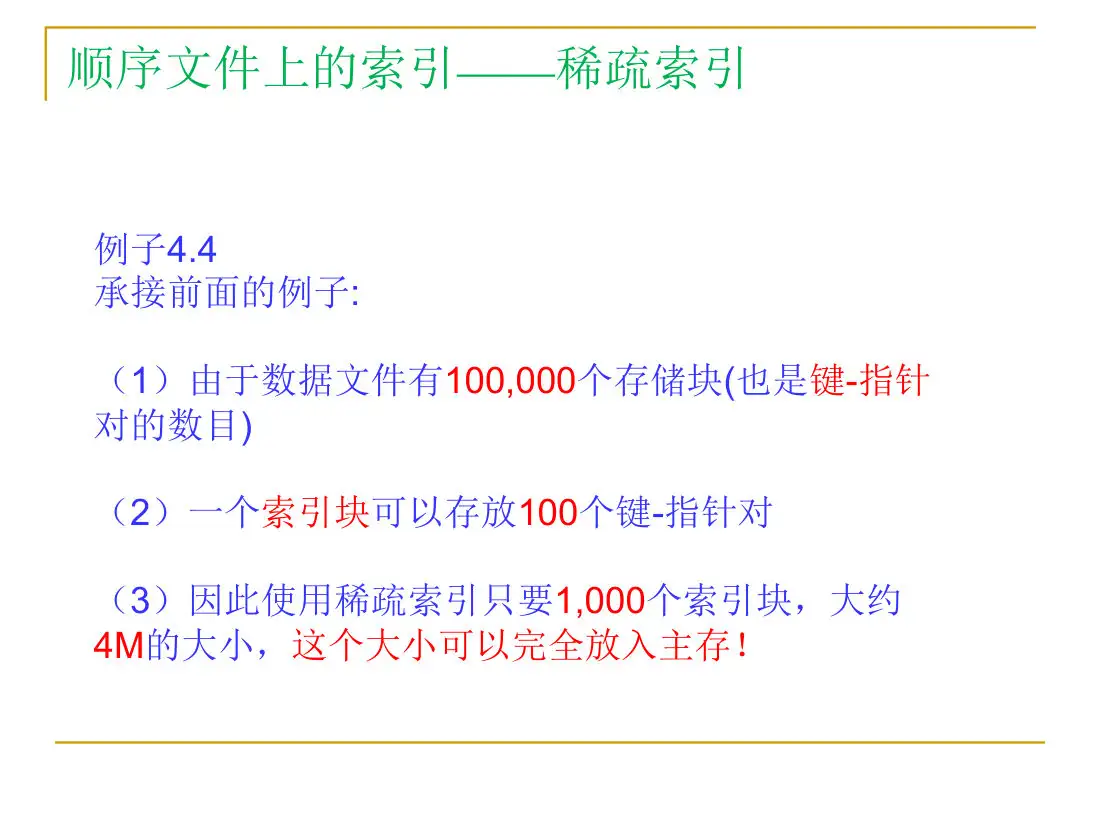 顺序文件上的索引——稀疏索引
例子4.4
承接前面的例子:
（1）由于数据文件有100,000个存储块(也是键-指针
对的数目)
（2）一个索引块可以存放100个键-指针对
（3）因此使用稀疏索引只要1,000个索引块，大约
4M的大小，这个大小可以完全放入主存！